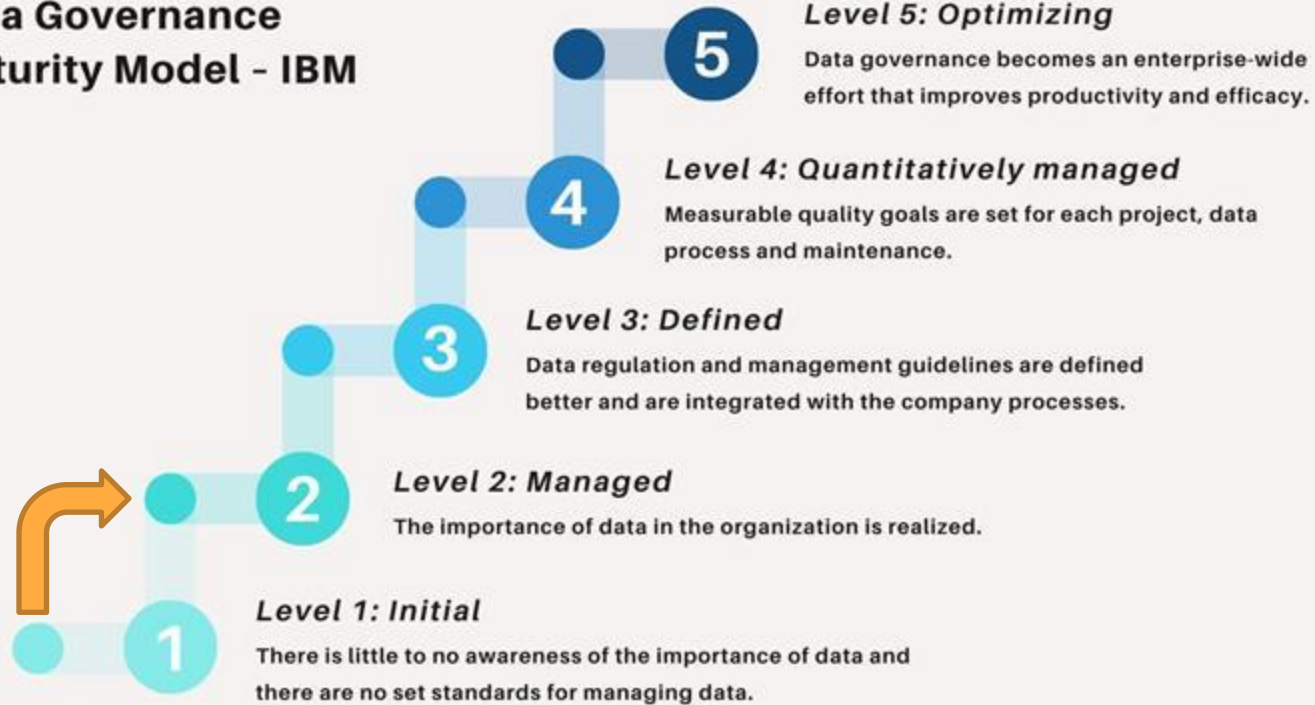 a Governance
turity Model – IBM
5
Level 5: Optimizing
Data governance becomes an enterprise-wide
effort that improves productivity and efficacy.
4
Level 4: Quantitatively managed
Measurable quality goals are set for each project, data
process and maintenance.
3
Level 3: Defined
Data regulation and management guidelines are defined
better and are integrated with the company processes.
2
Level 2: Managed
The importance of data in the organization is realized.
1
Level 1: Initial
There is little to no awareness of the importance of data and
there are no set standards for managing data.